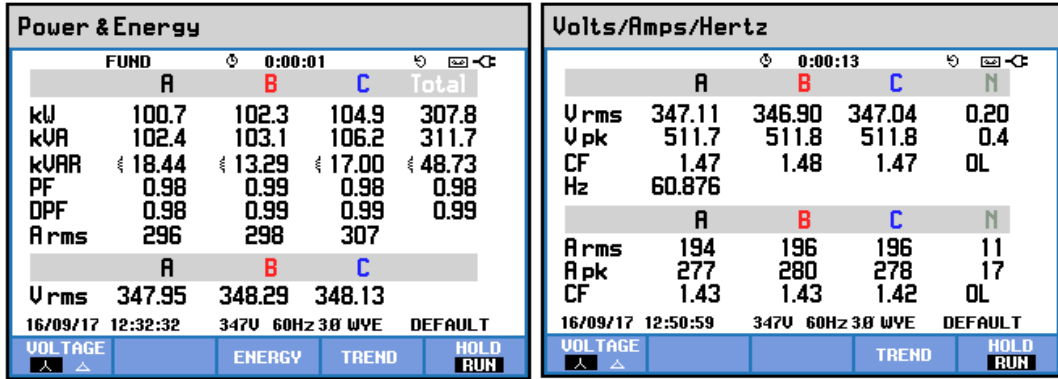 Power & Energy
FUND 0:00:01
A B C Total
kW 100.7 102.3 104.9 307.8
kVA 102.4 103.1 106.2 311.7
kVAR 18.44 13.29 17.00 48.73
PF 0.98 0.99 0.98 0.98
DPF 0.98 0.99 0.99 0.99
A rms 296 298 307
A B C
V rms 347.95 348.29 348.13
16/09/17 12:32:32 347V 60Hz 3Ø WYE DEFAULT
VOLTAGE ENERGY TREND HOLD
RUN
Volts/Amps/Hertz
0:00:13
A B C N
V rms 347.11 346.90 347.04 0.20
V pk 511.7 511.8 511.8 0.4
CF 1.47 1.48 1.47 OL
Hz 60.876
A B C N
A rms 194 196 196 11
A pk 277 280 278 17
CF 1.43 1.43 1.42 OL
16/09/17 12:50:59 347V 60Hz 3Ø WYE DEFAULT
VOLTAGE TREND HOLD
RUN